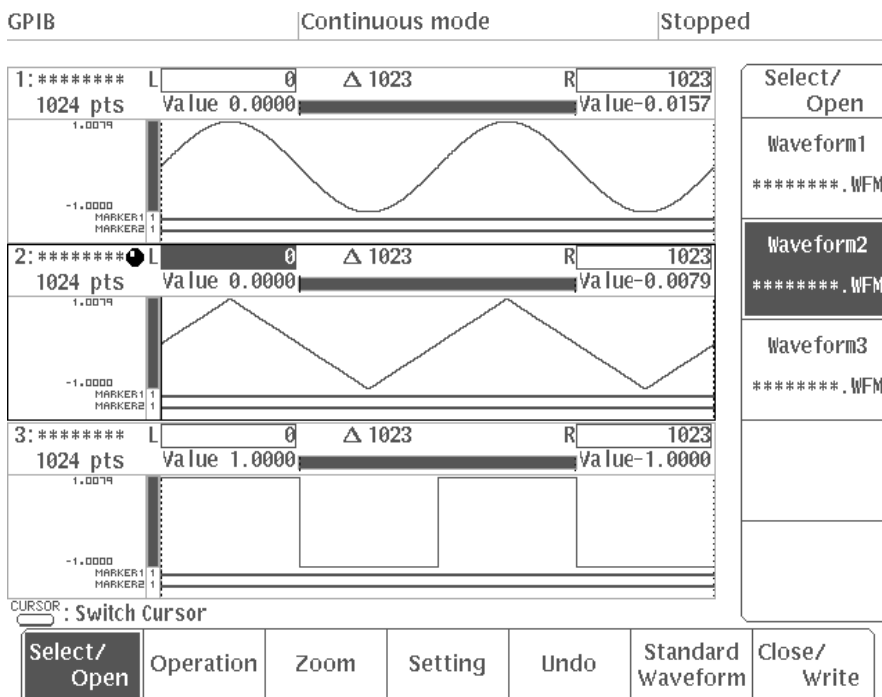 GPIB Continuous mode Stopped
1:******** L 0 Δ 1023 R 1023
1024 pts Value 0.0000 Value-0.0157
1.0079
-1.0000
MARKER1 1
MARKER2 1
2:******** L 0 Δ 1023 R 1023
1024 pts Value 0.0000 Value-0.0079
1.0079
-1.0000
MARKER1 1
MARKER2 1
3:******** L 0 Δ 1023 R 1023
1024 pts Value 1.0000 Value-1.0000
1.0079
-1.0000
MARKER1 1
MARKER2 1
CURSOR : Switch Cursor
Select/
Open
Waveform1
********.WFM
Waveform2
********.WFM
Waveform3
********.WFM
Select/
Open
Operation
Zoom
Setting
Undo
Standard
Waveform
Close/
Write